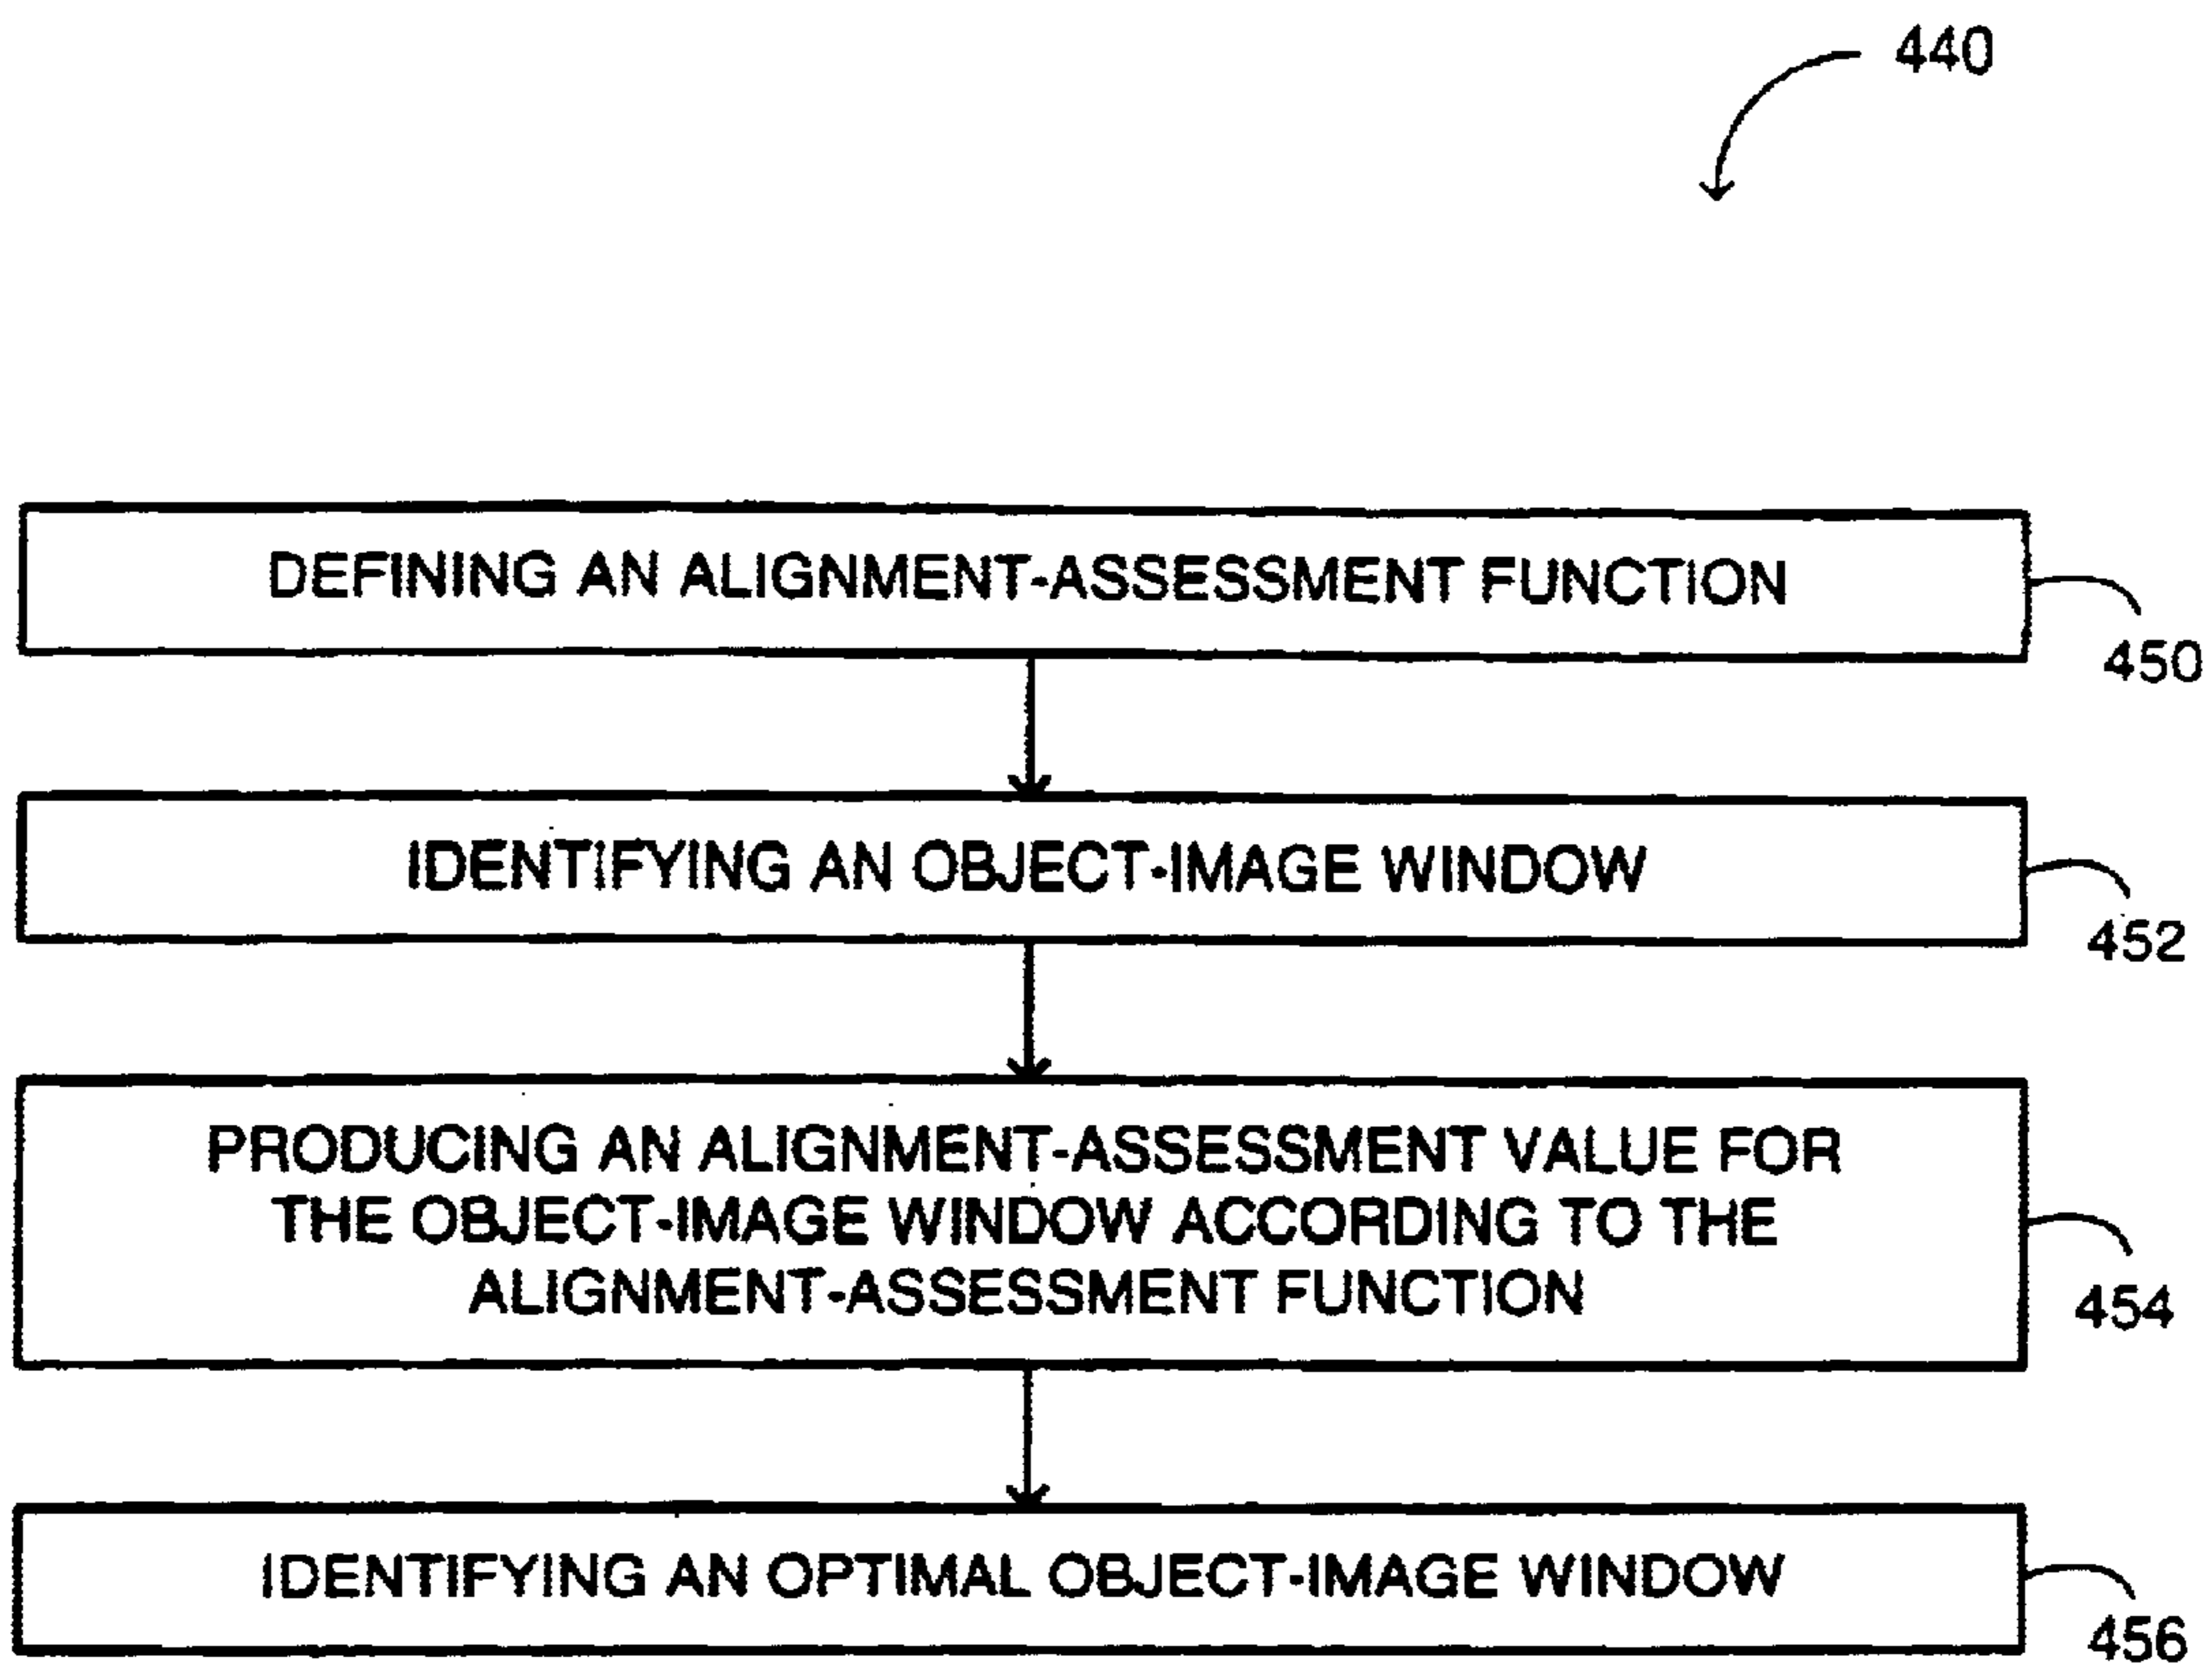 440
DEFINING AN ALIGNMENT-ASSESSMENT FUNCTION
450
IDENTIFYING AN OBJECT-IMAGE WINDOW
452
PRODUCING AN ALIGNMENT-ASSESSMENT VALUE FOR
THE OBJECT-IMAGE WINDOW ACCORDING TO THE
ALIGNMENT-ASSESSMENT FUNCTION
454
IDENTIFYING AN OPTIMAL OBJECT-IMAGE WINDOW
456